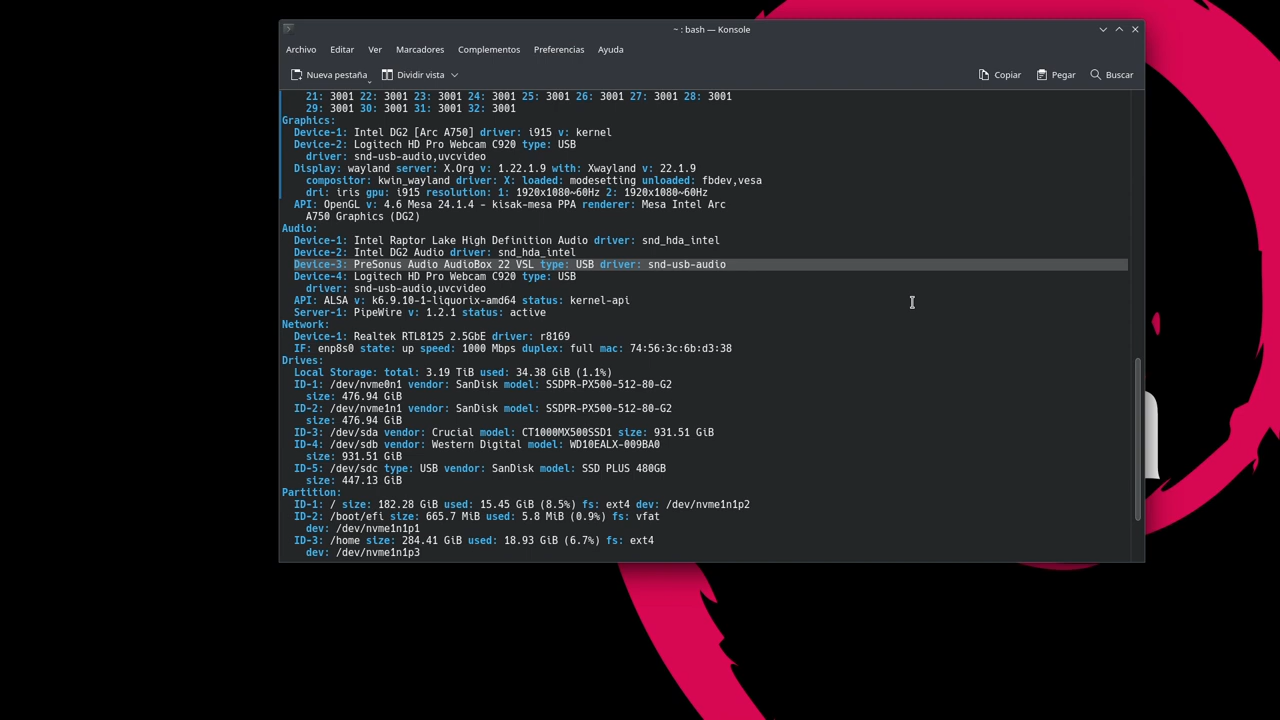 ~ : bash — Konsole
Archivo Editar Ver Marcadores Complementos Preferencias Ayuda
Nueva pestaña Dividir vista Copiar Pegar Buscar
21: 3001 22: 3001 23: 3001 24: 3001 25: 3001 26: 3001 27: 3001 28: 3001
29: 3001 30: 3001 31: 3001 32: 3001
Graphics:
Device-1: Intel DG2 [Arc A750] driver: i915 v: kernel
Device-2: Logitech HD Pro Webcam C920 type: USB
driver: snd-usb-audio,uvcvideo
Display: wayland server: X.Org v: 1.22.1.9 with: Xwayland v: 22.1.9
compositor: kwin_wayland driver: X: loaded: modesetting unloaded: fbdev,vesa
dri: iris gpu: i915 resolution: 1: 1920x1080~60Hz 2: 1920x1080~60Hz
API: OpenGL v: 4.6 Mesa 24.1.4 - kisak-mesa PPA renderer: Mesa Intel Arc
A750 Graphics (DG2)
Audio:
Device-1: Intel Raptor Lake High Definition Audio driver: snd_hda_intel
Device-2: Intel DG2 Audio driver: snd_hda_intel
Device-3: PreSonus Audio AudioBox 22 VSL type: USB driver: snd-usb-audio
Device-4: Logitech HD Pro Webcam C920 type: USB
driver: snd-usb-audio,uvcvideo
API: ALSA v: k6.9.10-1-liquorix-amd64 status: kernel-api
Server-1: PipeWire v: 1.2.1 status: active
Network:
Device-1: Realtek RTL8125 2.5GbE driver: r8169
IF: enp8s0 state: up speed: 1000 Mbps duplex: full mac: 74:56:3c:6b:d3:38
Drives:
Local Storage: total: 3.19 TiB used: 34.38 GiB (1.1%)
ID-1: /dev/nvme0n1 vendor: SanDisk model: SSDPR-PX500-512-80-G2
size: 476.94 GiB
ID-2: /dev/nvme1n1 vendor: SanDisk model: SSDPR-PX500-512-80-G2
size: 476.94 GiB
ID-3: /dev/sda vendor: Crucial model: CT1000MX500SSD1 size: 931.51 GiB
ID-4: /dev/sdb vendor: Western Digital model: WD10EALX-009BA0
size: 931.51 GiB
ID-5: /dev/sdc type: USB vendor: SanDisk model: SSD PLUS 480GB
size: 447.13 GiB
Partition:
ID-1: / size: 182.28 GiB used: 15.45 GiB (8.5%) fs: ext4 dev: /dev/nvme1n1p2
ID-2: /boot/efi size: 665.7 MiB used: 5.8 MiB (0.9%) fs: vfat
dev: /dev/nvme1n1p1
ID-3: /home size: 284.41 GiB used: 18.93 GiB (6.7%) fs: ext4
dev: /dev/nvme1n1p3